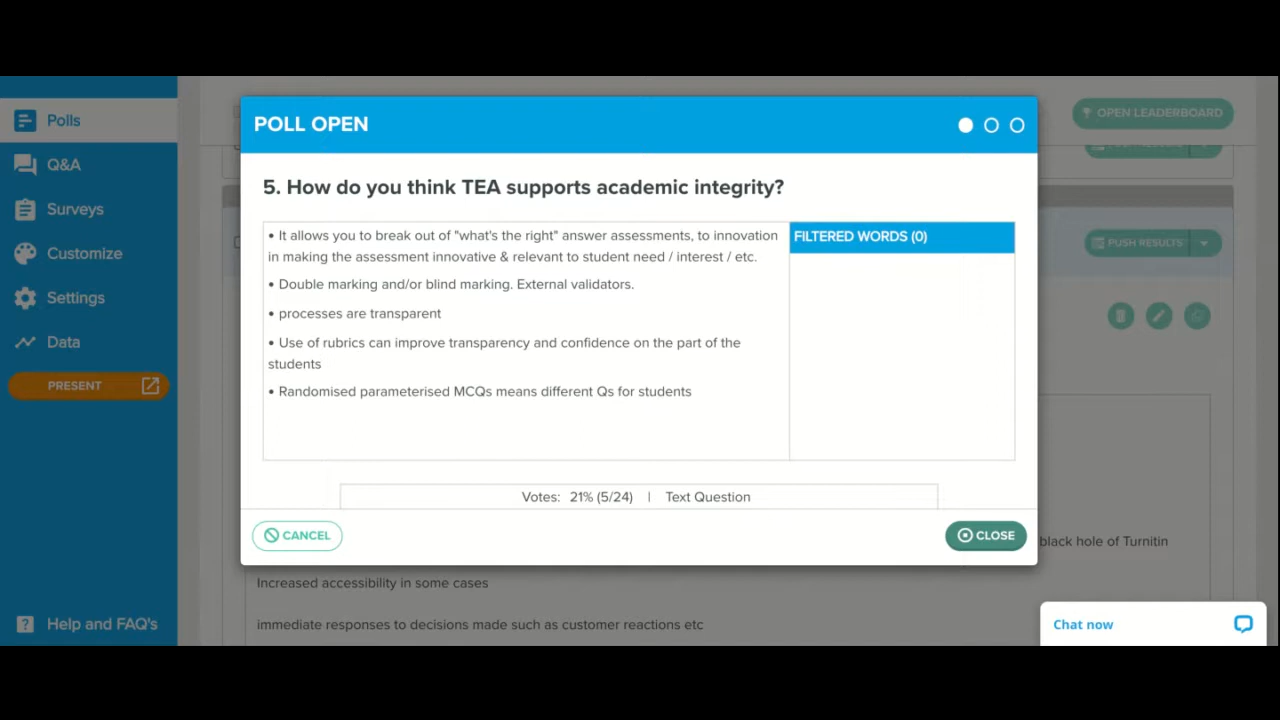 Polls
Q&A
Surveys
Customize
Settings
Data
PRESENT
Help and FAQ's
OPEN LEADERBOARD
POLL OPEN
5. How do you think TEA supports academic integrity?
• It allows you to break out of "what's the right" answer assessments, to innovation
in making the assessment innovative & relevant to student need / interest / etc.
• Double marking and/or blind marking. External validators.
• processes are transparent
• Use of rubrics can improve transparency and confidence on the part of the
students
• Randomised parameterised MCQs means different Qs for students
FILTERED WORDS (0)
PUSH RESULTS
Votes: 21% (5/24) | Text Question
CANCEL
CLOSE
black hole of Turnitin
Increased accessibility in some cases
immediate responses to decisions made such as customer reactions etc
Chat now